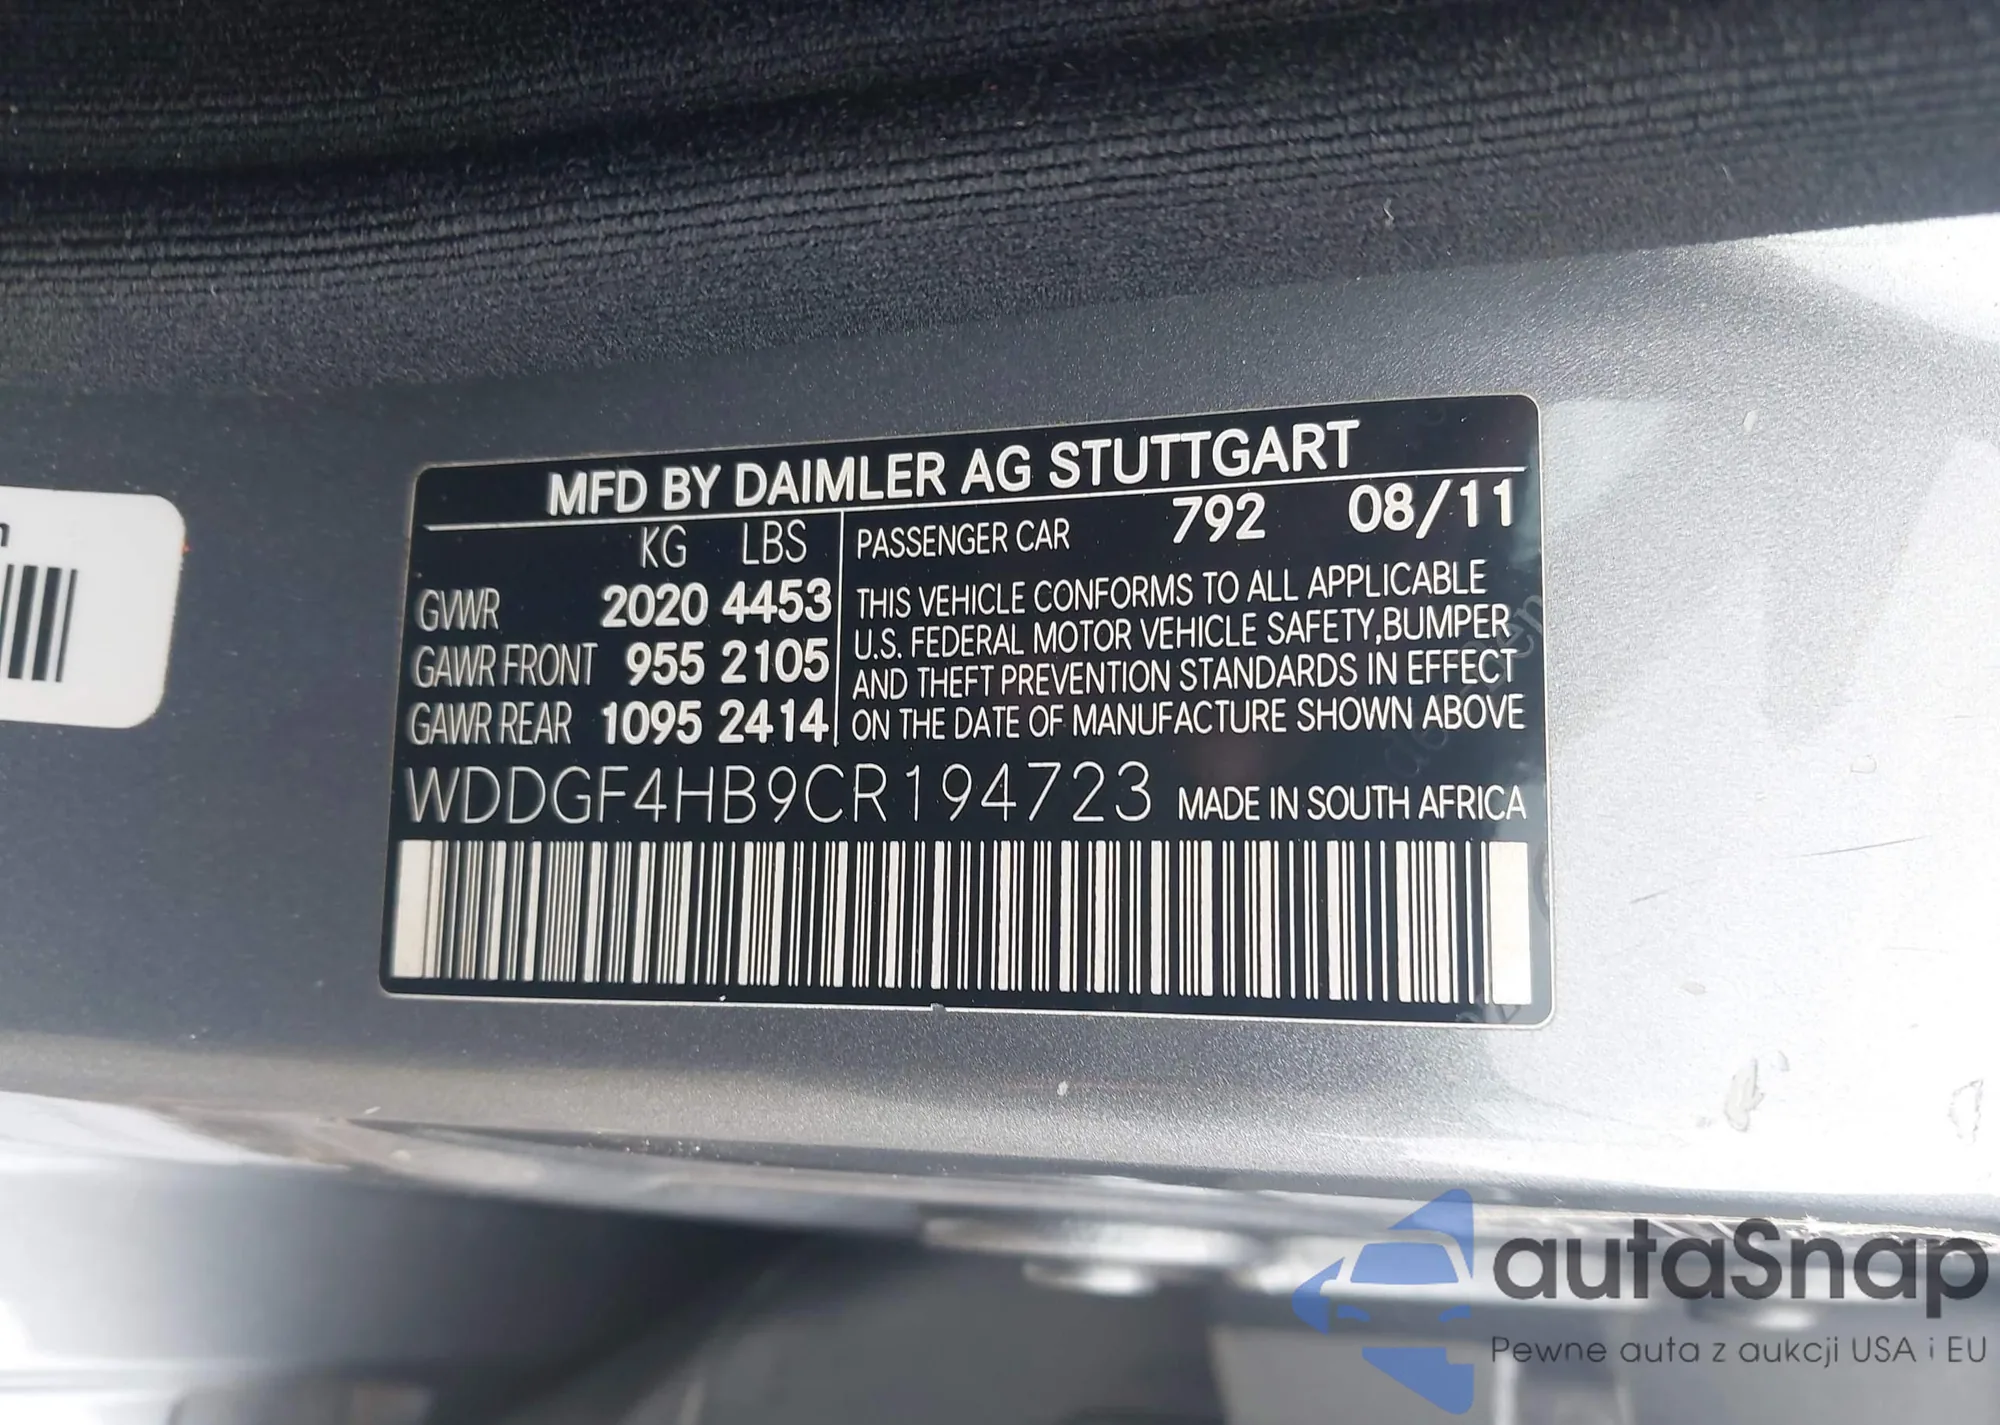 MFD BY DAIMLER AG STUTTGART
KG LBS
GVWR 2020 4453
GAWR FRONT 955 2105
GAWR REAR 1095 2414
PASSENGER CAR 792 08/11
THIS VEHICLE CONFORMS TO ALL APPLICABLE
U.S. FEDERAL MOTOR VEHICLE SAFETY,BUMPER
AND THEFT PREVENTION STANDARDS IN EFFECT
ON THE DATE OF MANUFACTURE SHOWN ABOVE
WDDGF4HB9CR194723 MADE IN SOUTH AFRICA
autaSnap
Pewne auta z aukcji USA i EU